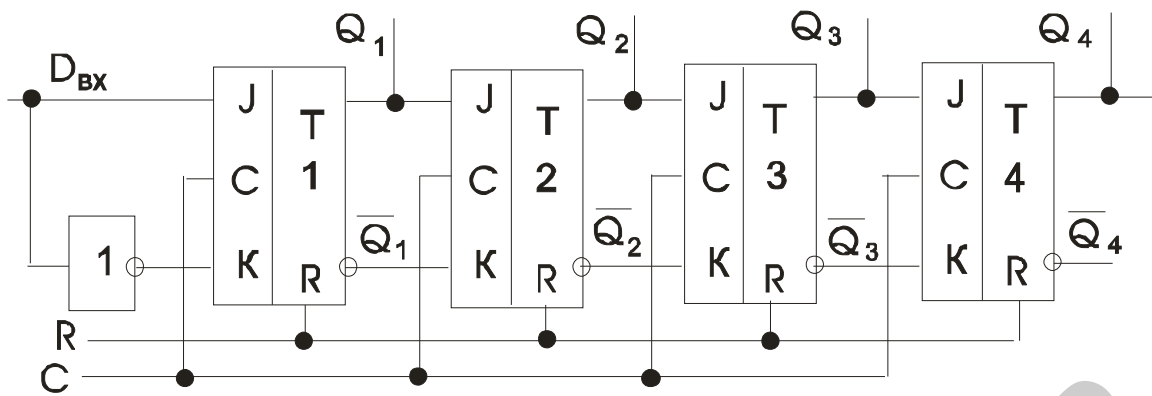 Q1 Q2 Q3 Q4
DВХ
J T J T J T J T
C 1 C 2 C 3 C 4
Q̅1 Q̅2 Q̅3 Q̅4
1 K R K R K R K R
R
C